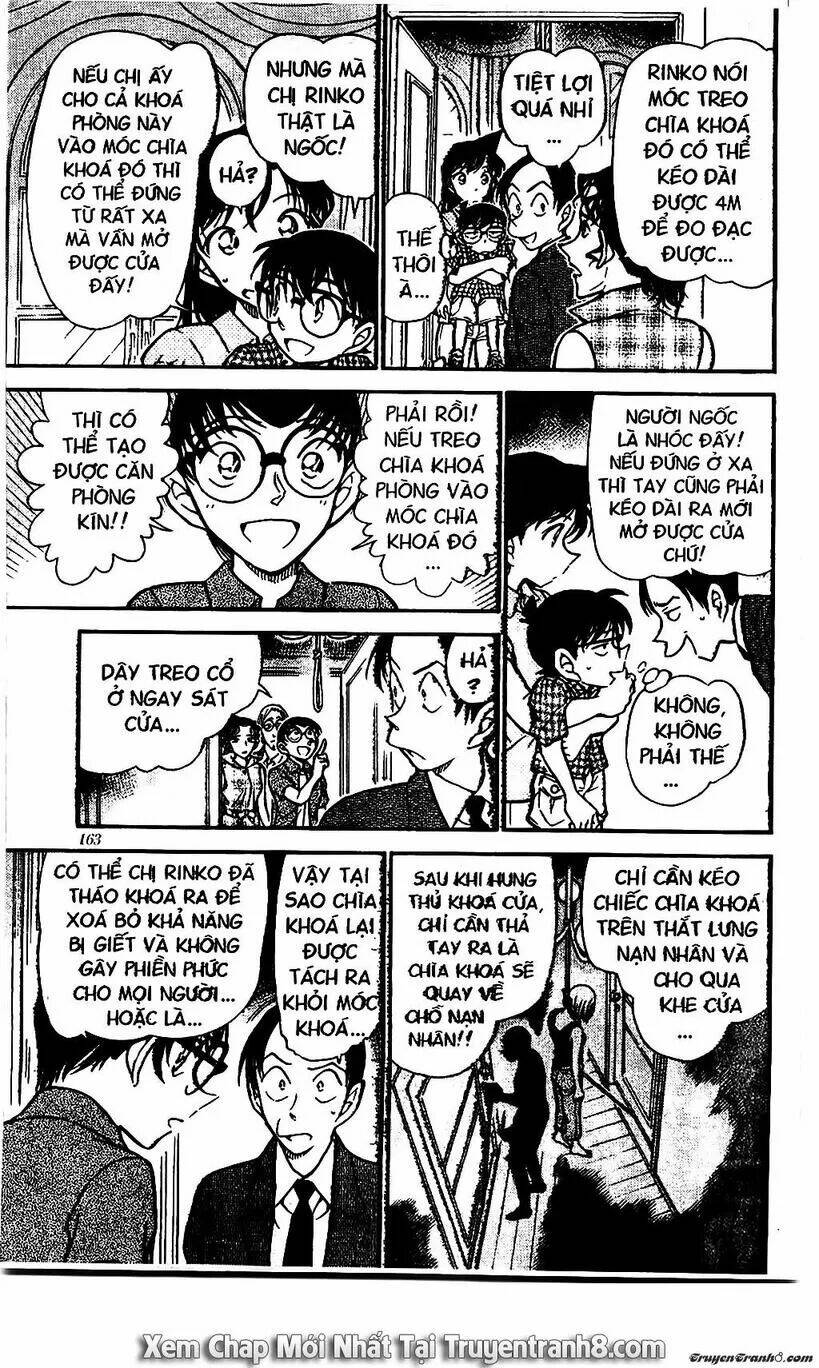 RINKO NÓI
MÓC TREO
CHÌA KHOÁ
ĐÓ CÓ THỂ
KÉO DÀI
ĐƯỢC 4M
ĐỂ ĐO ĐẠC
ĐƯỢC...
TIỆT LỢI
QUÁ NHỈ
...
THẾ
THÔI
À...
NHƯNG MÀ
CHỊ RINKO
THẬT LÀ
NGỐC!
HẢ?
NẾU CHỊ ẤY
CHO CẢ KHOÁ
PHÒNG NÀY
VÀO MÓC CHÌA
KHOÁ ĐÓ THÌ
CÓ THỂ ĐỨNG
TỪ RẤT XA
MÀ VẪN MỞ
ĐƯỢC CỬA
ĐẤY!
NGƯỜI NGỐC
LÀ NHÓC ĐẤY!
NẾU ĐỨNG Ở XA
THÌ TAY CŨNG PHẢI
KÉO DÀI RA MỚI
MỞ ĐƯỢC CỬA
CHỨ!
KHÔNG,
KHÔNG
PHẢI THẾ
...
PHẢI RỒI!
NẾU TREO
CHÌA KHOÁ
PHÒNG VÀO
MÓC CHÌA
KHOÁ ĐÓ
...
THÌ CÓ
THỂ TẠO
ĐƯỢC CĂN
PHÒNG
KÍN!!
HẢ
?
DÂY TREO CỔ
Ở NGAY SÁT
CỬA...
163
CHỈ CẦN KÉO
CHIẾC CHÌA KHOÁ
TRÊN THẮT LƯNG
NẠN NHÂN VÀ
CHO QUA
KHE CỬA
...
SAU KHI HUNG
THỦ KHOÁ CỬA,
CHỈ CẦN THẢ
TAY RA LÀ
CHÌA KHOÁ SẼ
QUAY VỀ
CHỖ NẠN
NHÂN!!
VẬY TẠI
SAO CHÌA
KHOÁ LẠI
ĐƯỢC
TÁCH RA
KHỎI MÓC
KHOÁ...
CÓ THỂ CHỊ RINKO ĐÃ
THÁO KHOÁ RA ĐỂ
XOÁ BỎ KHẢ NĂNG
BỊ GIẾT VÀ KHÔNG
GÂY PHIỀN PHỨC
CHO MỌI NGƯỜI...
HOẶC LÀ...
Xem Chap Mới Nhất Tại Truyentranh8.com
TruyenTranh8.com